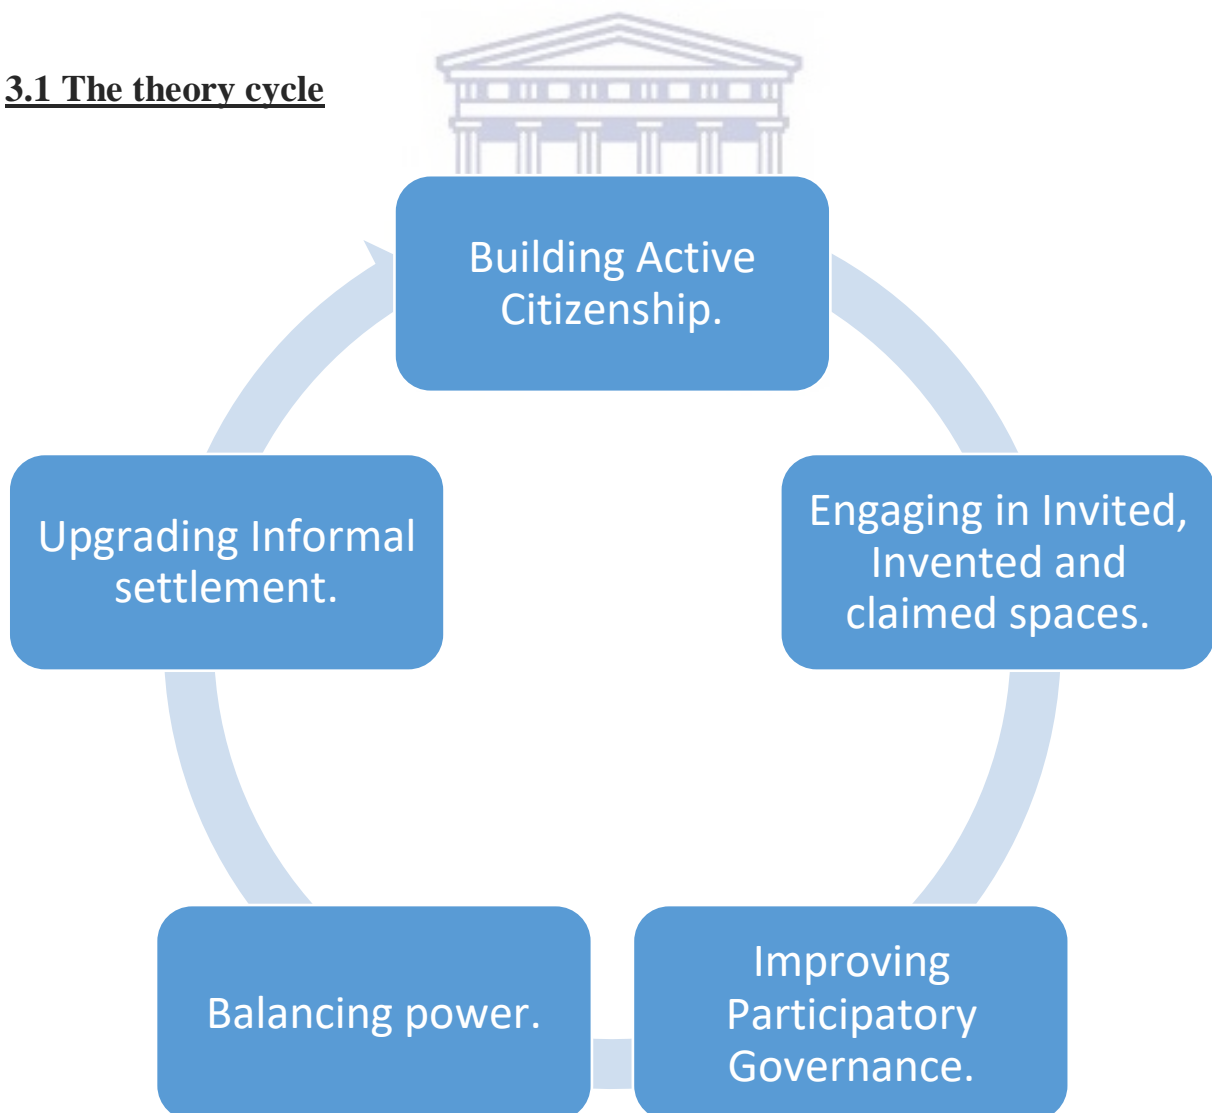 3.1 The theory cycle
Building Active
Citizenship.
Engaging in Invited,
Invented and
claimed spaces.
Improving
Participatory
Governance.
Balancing power.
Upgrading Informal
settlement.